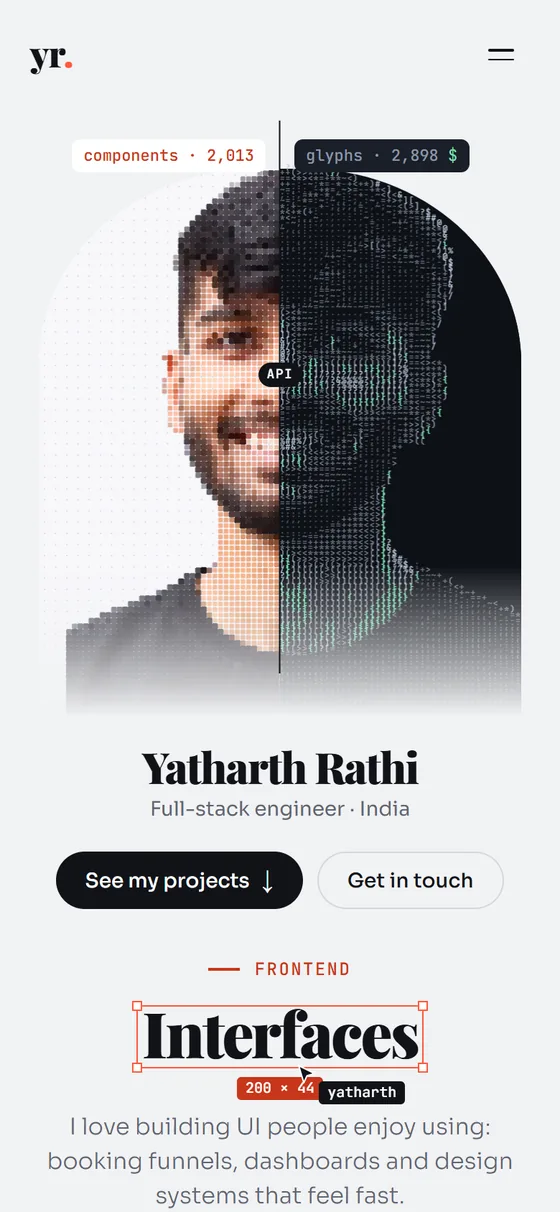 yr.
components · 2,013
glyphs · 2,898 $
API
Yatharth Rathi
Full-stack engineer · India
See my projects ↓
Get in touch
FRONTEND
Interfaces
200 × 44
yatharth
I love building UI people enjoy using:
booking funnels, dashboards and design
systems that feel fast.